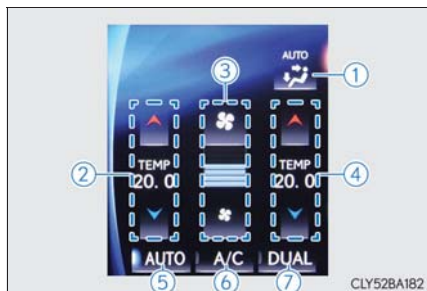 AUTO
1
3
TEMP
20. 0
2
TEMP
20. 0
4
AUTO
A/C
DUAL
5
6
7
CLY52BA182